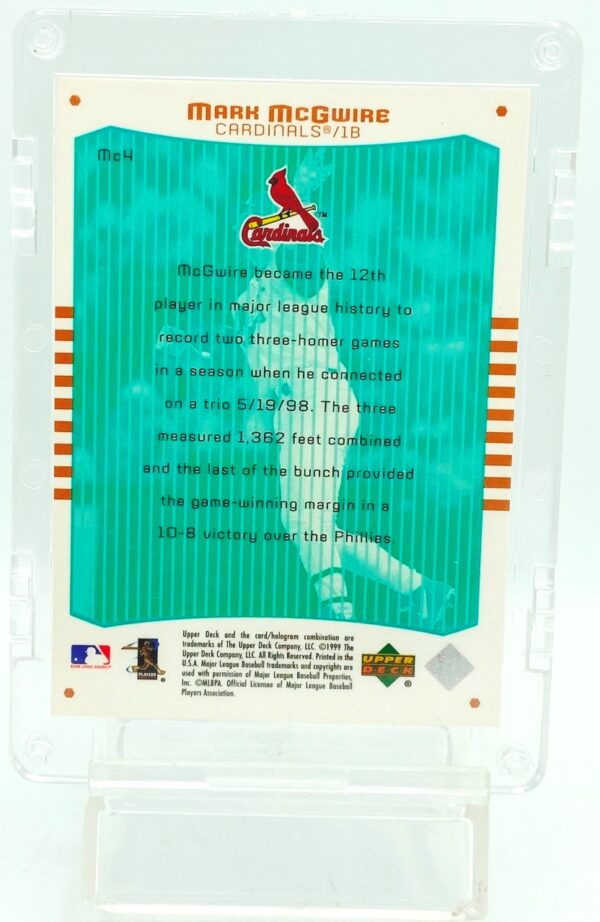 MARK McGWIRE
CARDINALS®/1B
Mc4
Cardinals™
McGwire became the 12th
player in major league history to
record two three-homer games
in a season when he connected
on a trio 5/19/98. The three
measured 1,362 feet combined
and the last of the bunch provided
the game-winning margin in a
10-8 victory over the Phillies.
Upper Deck and the card/hologram combination are
trademarks of The Upper Deck Company, LLC. ©1999 The
Upper Deck Company, LLC. All Rights Reserved. Printed in the
U.S.A. Major League Baseball trademarks and copyrights are
used with permission of Major League Baseball Properties,
Inc. ©MLBPA. Official Licensee of Major League Baseball
Players Association.
MAJOR LEAGUE BASEBALL
PLAYERS
UPPER
DECK
®